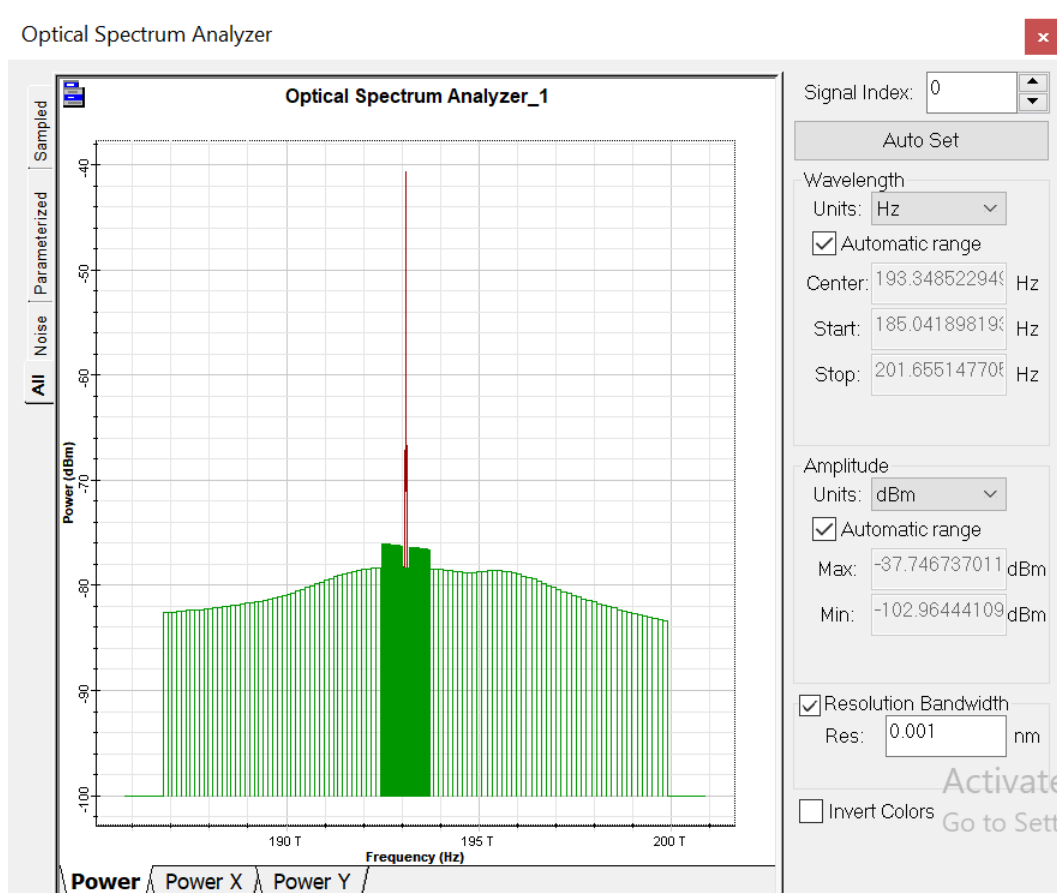 Optical Spectrum Analyzer
x
Optical Spectrum Analyzer_1
Sampled
Parameterized
Noise
All
Power (dBm)
-40
-50
-60
-70
-80
-90
-100
190 T
195 T
200 T
Frequency (Hz)
Power
Power X
Power Y
Signal Index: 0
Auto Set
Wavelength
Units: Hz
Automatic range
Center: 193.34852294 Hz
Start: 185.04189819 Hz
Stop: 201.65514770 Hz
Amplitude
Units: dBm
Automatic range
Max: -37.746737011 dBm
Min: -102.96444109 dBm
Resolution Bandwidth
Res: 0.001 nm
Invert Colors
Activate
Go to Sett